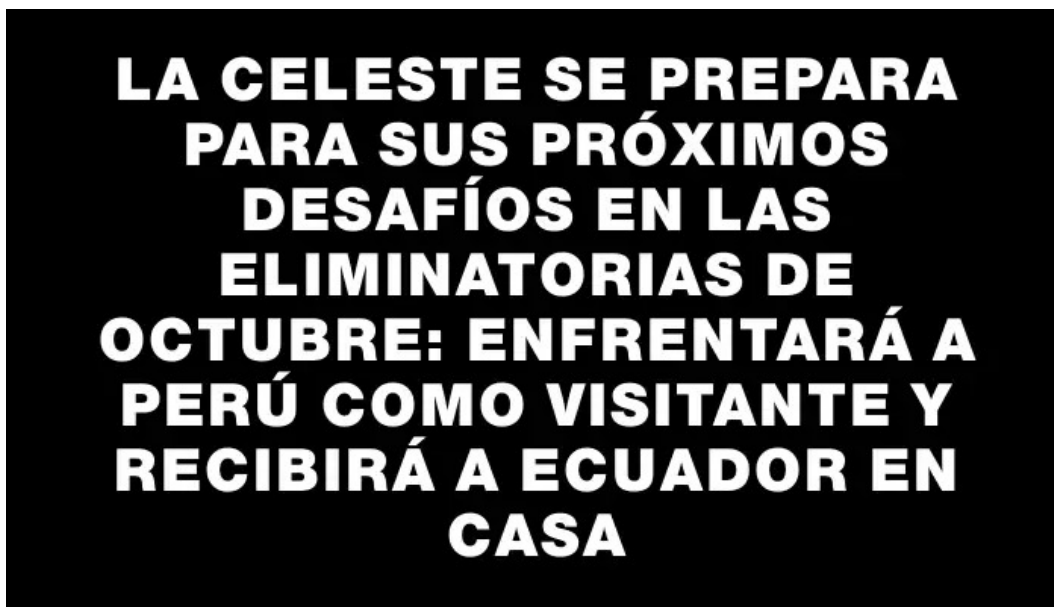 LA CELESTE SE PREPARA
PARA SUS PRÓXIMOS
DESAFÍOS EN LAS
ELIMINATORIAS DE
OCTUBRE: ENFRENTARÁ A
PERÚ COMO VISITANTE Y
RECIBIRÁ A ECUADOR EN
CASA